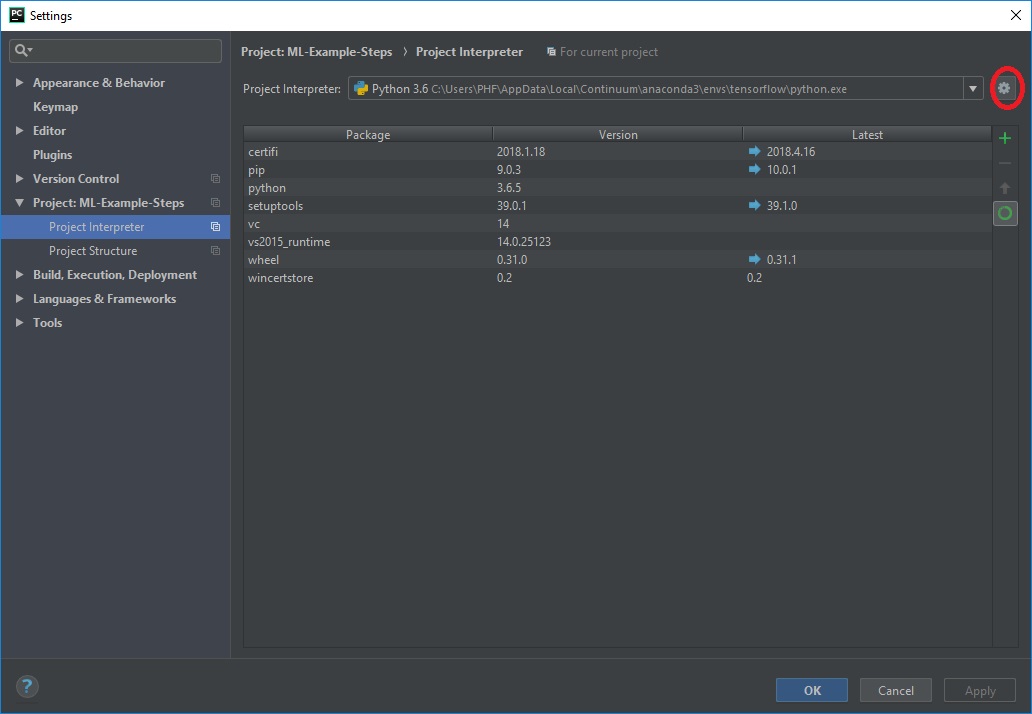 PC Settings
Project: ML-Example-Steps › Project Interpreter For current project
Appearance & Behavior
Keymap
Editor
Plugins
Version Control
Project: ML-Example-Steps
Project Interpreter
Project Structure
Build, Execution, Deployment
Languages & Frameworks
Tools
Project Interpreter: Python 3.6 C:\Users\PHF\AppData\Local\Continuum\anaconda3\envs\tensorflow\python.exe
Package Version Latest
certifi 2018.1.18 2018.4.16
pip 9.0.3 10.0.1
python 3.6.5
setuptools 39.0.1 39.1.0
vc 14
vs2015_runtime 14.0.25123
wheel 0.31.0 0.31.1
wincertstore 0.2 0.2
? OK Cancel Apply